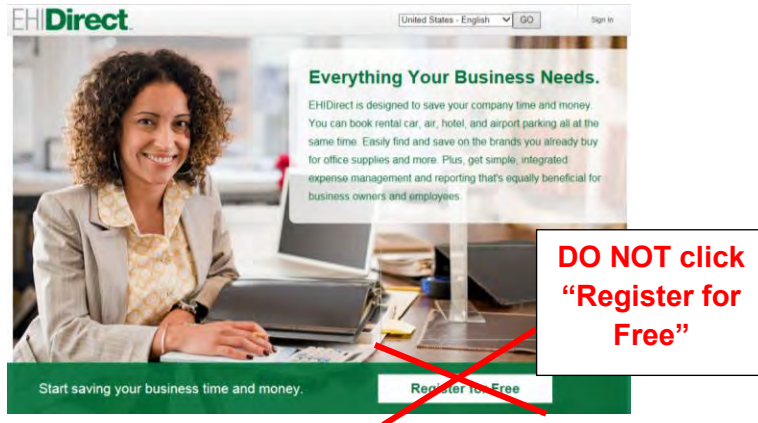 EHIDirect.
United States - English GO Sign In
Everything Your Business Needs.
EHIDirect is designed to save your company time and money.
You can book rental car, air, hotel, and airport parking all at the
same time. Easily find and save on the brands you already buy
for office supplies and more. Plus, get simple, integrated
expense management and reporting that's equally beneficial for
business owners and employees.
DO NOT click
“Register for
Free”
Start saving your business time and money. Register for Free